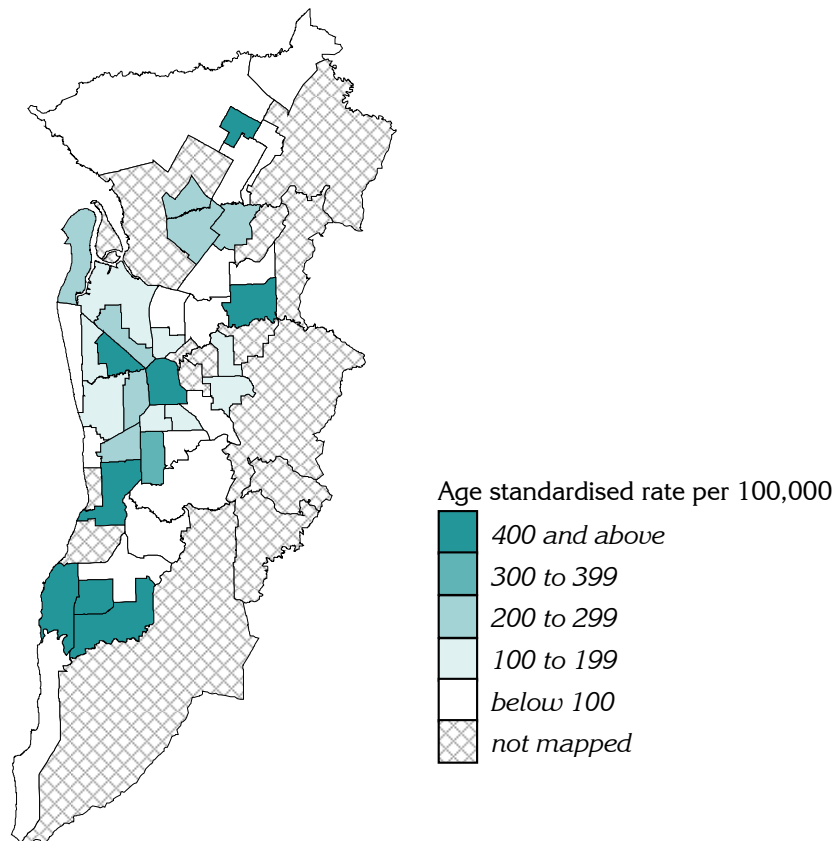 Age standardised rate per 100,000
400 and above
300 to 399
200 to 299
100 to 199
below 100
not mapped